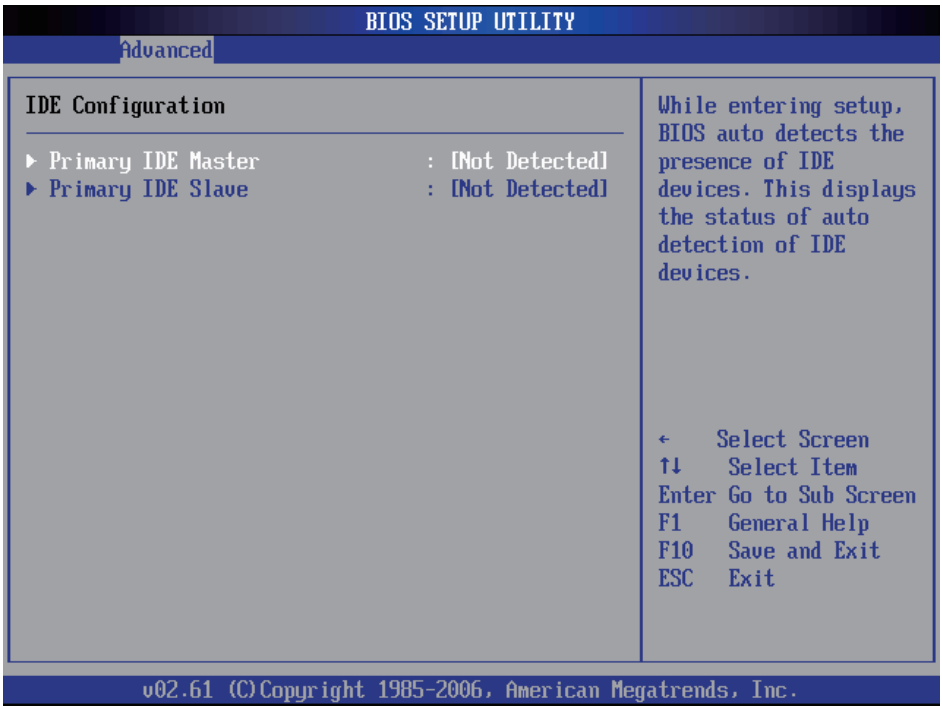 BIOS SETUP UTILITY
Advanced
IDE Configuration
▶ Primary IDE Master : [Not Detected]
▶ Primary IDE Slave : [Not Detected]
While entering setup,
BIOS auto detects the
presence of IDE
devices. This displays
the status of auto
detection of IDE
devices.
← Select Screen
↑↓ Select Item
Enter Go to Sub Screen
F1 General Help
F10 Save and Exit
ESC Exit
v02.61 (C)Copyright 1985-2006, American Megatrends, Inc.